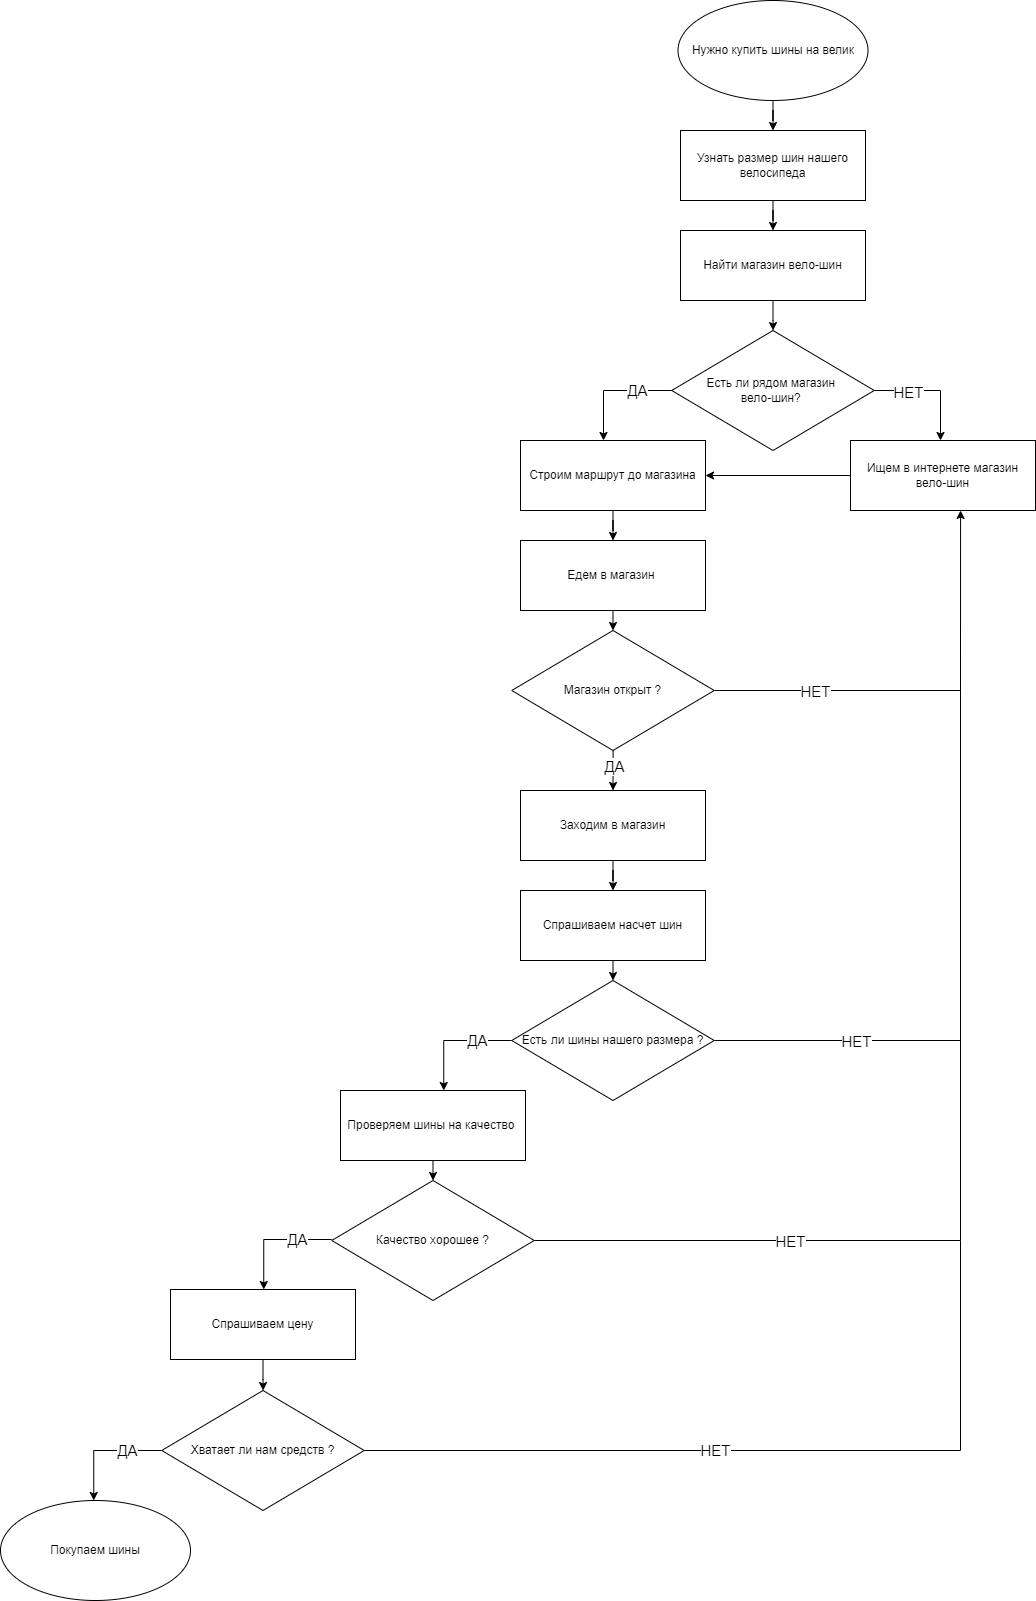 Нужно купить шины на велик
Узнать размер шин нашего
велосипеда
Найти магазин вело-шин
Есть ли рядом магазин
вело-шин?
ДА
НЕТ
Строим маршрут до магазина
Ищем в интернете магазин
вело-шин
Едем в магазин
Магазин открыт ?
НЕТ
ДА
Заходим в магазин
Спрашиваем насчет шин
Есть ли шины нашего размера ?
ДА
НЕТ
Проверяем шины на качество
Качество хорошее ?
ДА
НЕТ
Спрашиваем цену
Хватает ли нам средств ?
ДА
НЕТ
Покупаем шины